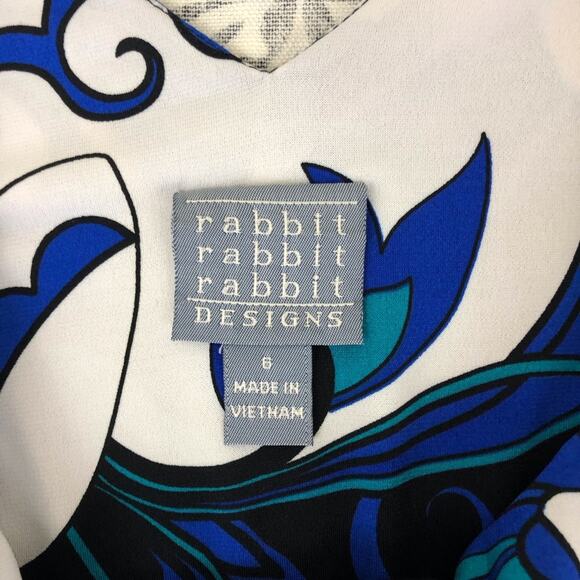 rabbit
rabbit
rabbit
DESIGNS
6
MADE IN
VIETNAM